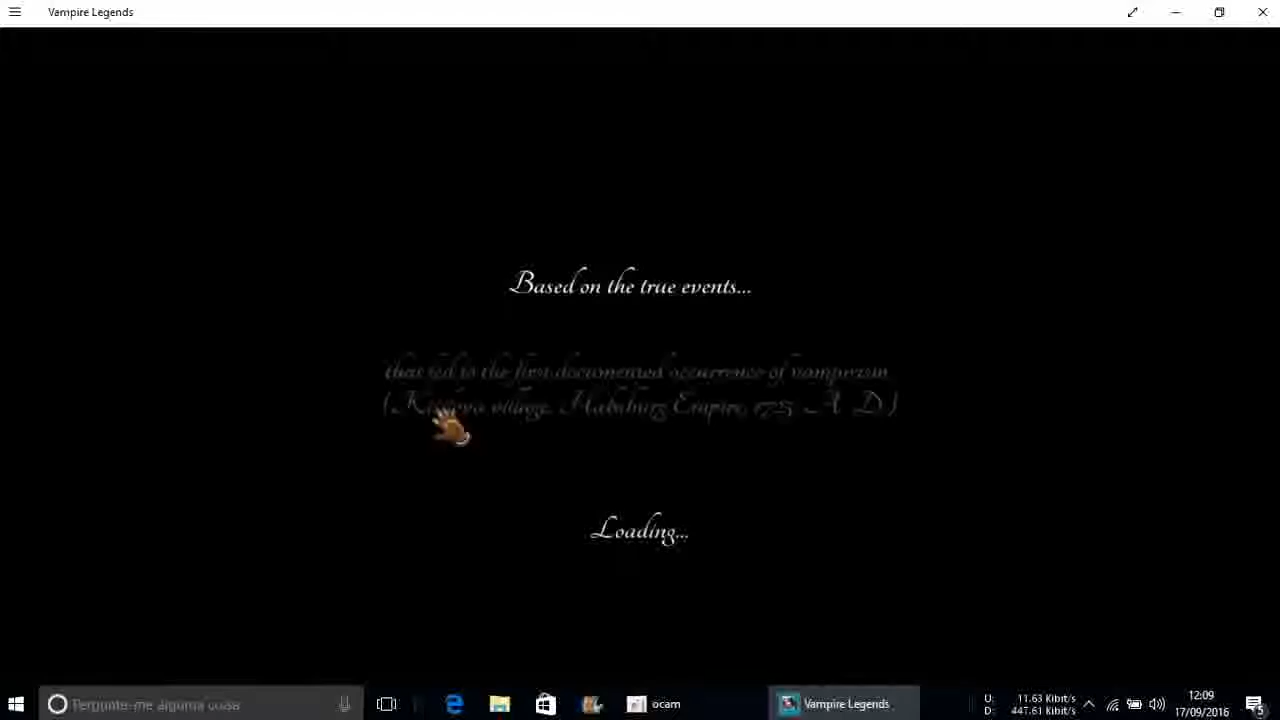 Vampire Legends
Based on the true events...
that led to the first documented occurrence of vampirism
village, Habsburg Empire, 1725. A. D.)
Loading...
Pergunte-me alguma coisa
ocam
Vampire Legends
U: 11.63 Kibit/s
D: 447.61 Kibit/s
12:09
17/09/2016
5